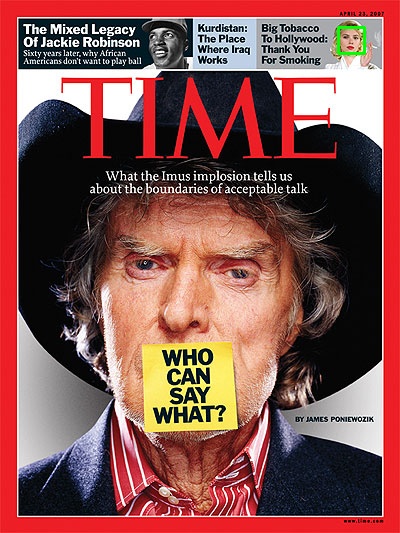 APRIL 23, 2007
The Mixed Legacy
Of Jackie Robinson
Sixty years later, why African
Americans don't want to play ball
Kurdistan:
The Place
Where Iraq
Works
Big Tobacco
To Hollywood:
Thank You
For Smoking
TIME
What the Imus implosion tells us
about the boundaries of acceptable talk
WHO
CAN
SAY
WHAT?
BY JAMES PONIEWOZIK
www.time.com